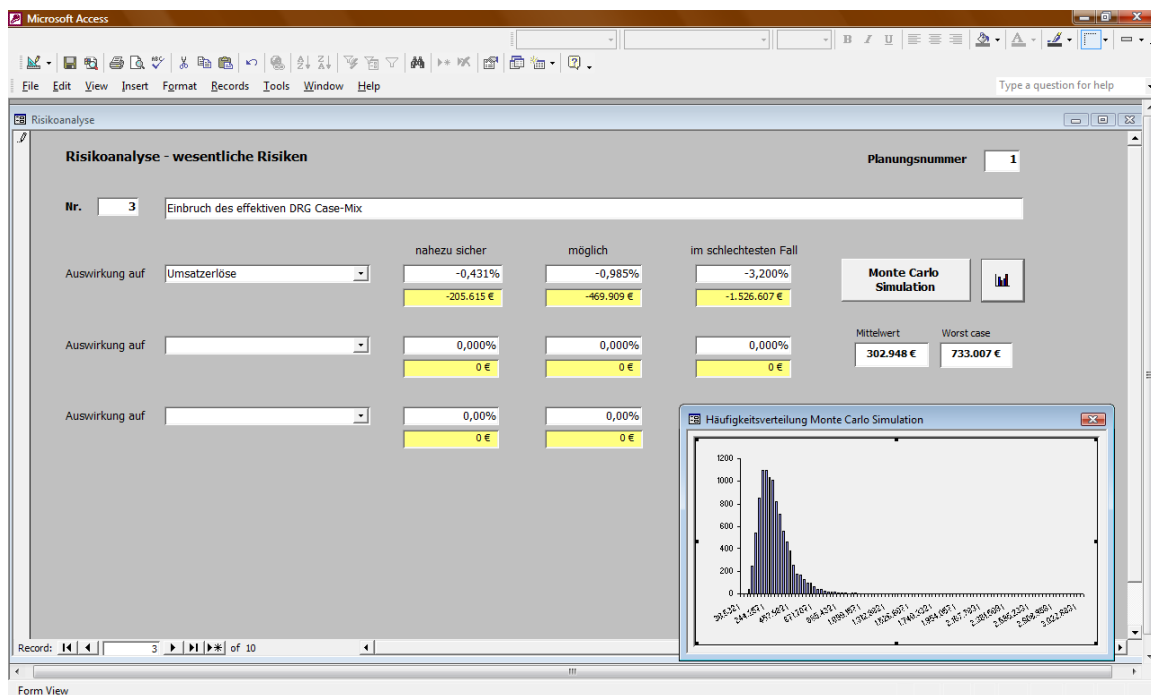 Microsoft Access
B I U
File Edit View Insert Format Records Tools Window Help
Type a question for help
Risikoanalyse
Risikoanalyse - wesentliche Risiken
Planungsnummer 1
Nr. 3 Einbruch des effektiven DRG Case-Mix
nahezu sicher möglich im schlechtesten Fall
Auswirkung auf Umsatzerlöse -0,431% -0,985% -3,200%
Monte Carlo
Simulation
-205.615 € -469.909 € -1.526.607 €
Mittelwert Worst case
Auswirkung auf 0,000% 0,000% 0,000%
302.948 € 733.007 €
0 € 0 € 0 €
Auswirkung auf 0,00% 0,00%
0 € 0 €
Häufigkeitsverteilung Monte Carlo Simulation
1200
1000
800
600
400
200
0
Record: 3 of 10
Form View